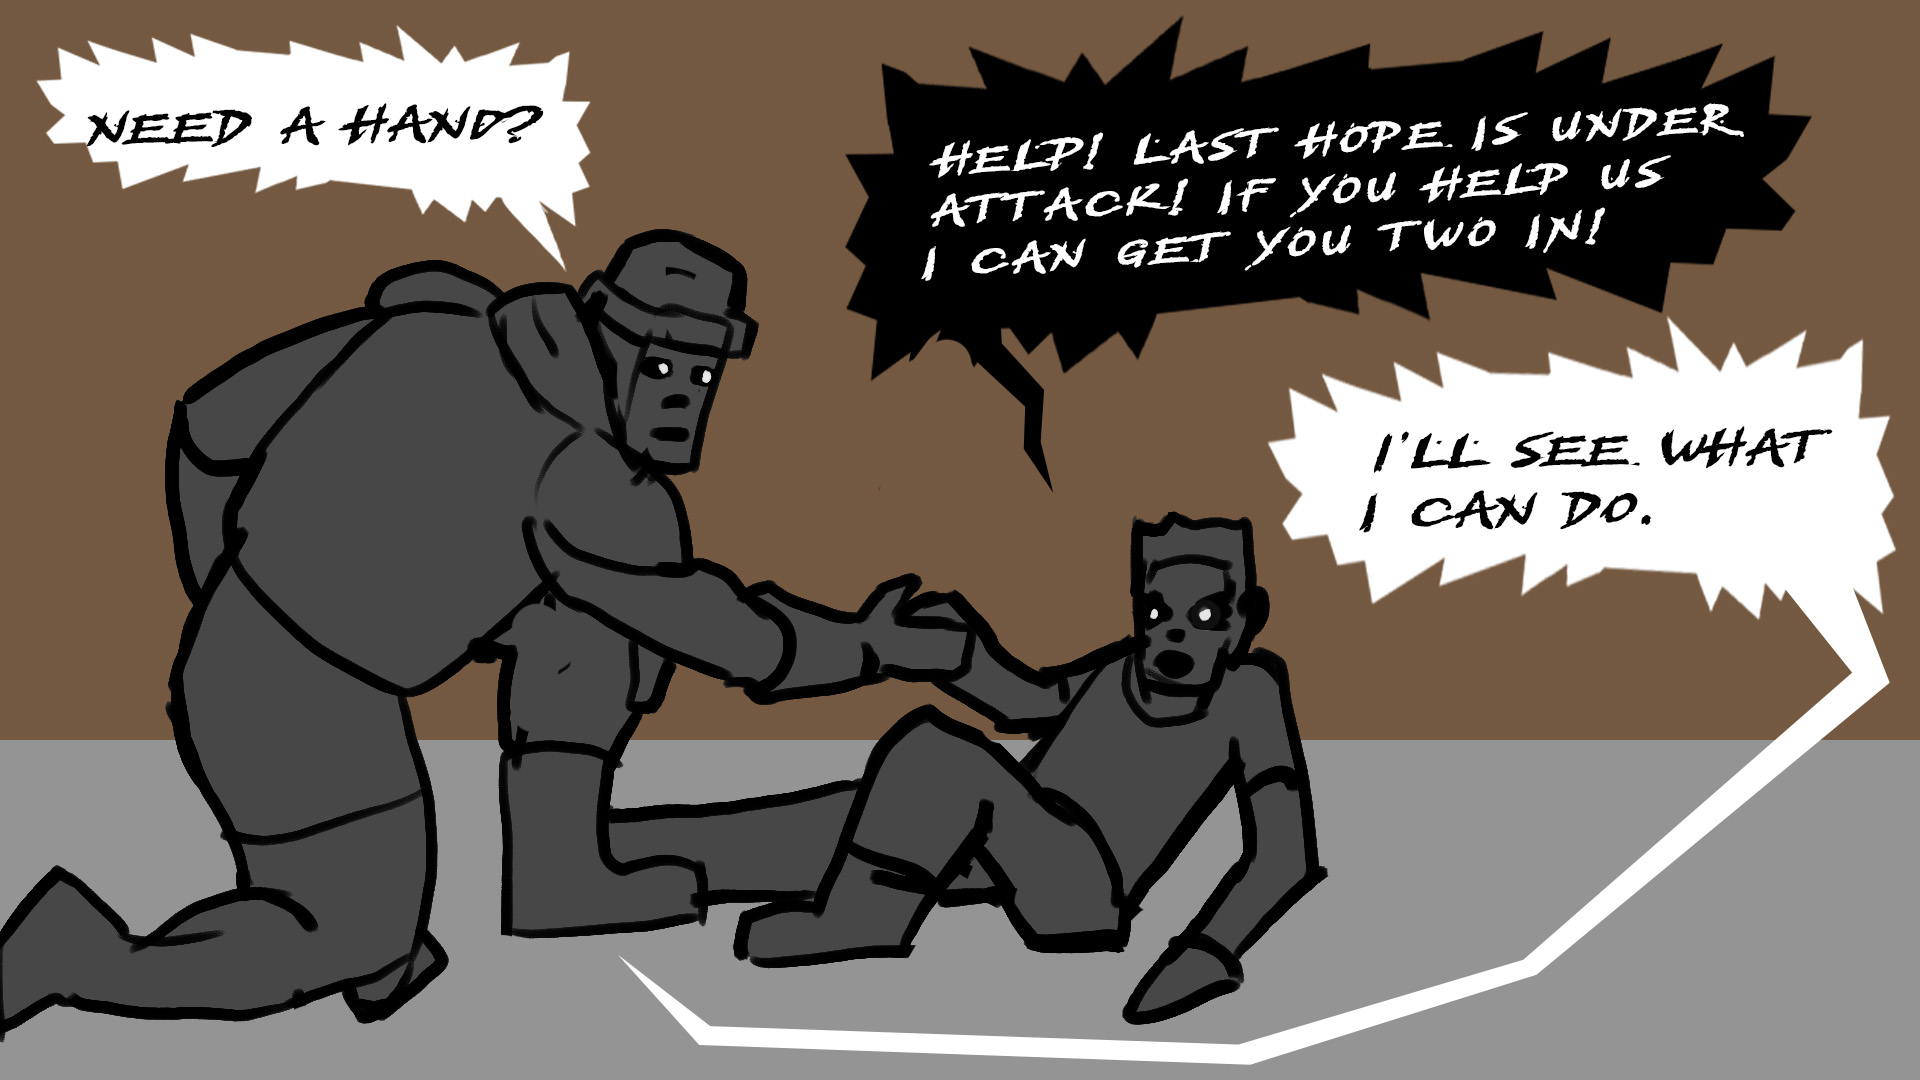 NEED A HAND?
HELP! LAST HOPE IS UNDER
ATTACK! IF YOU HELP US
I CAN GET YOU TWO IN!
I'LL SEE WHAT
I CAN DO.